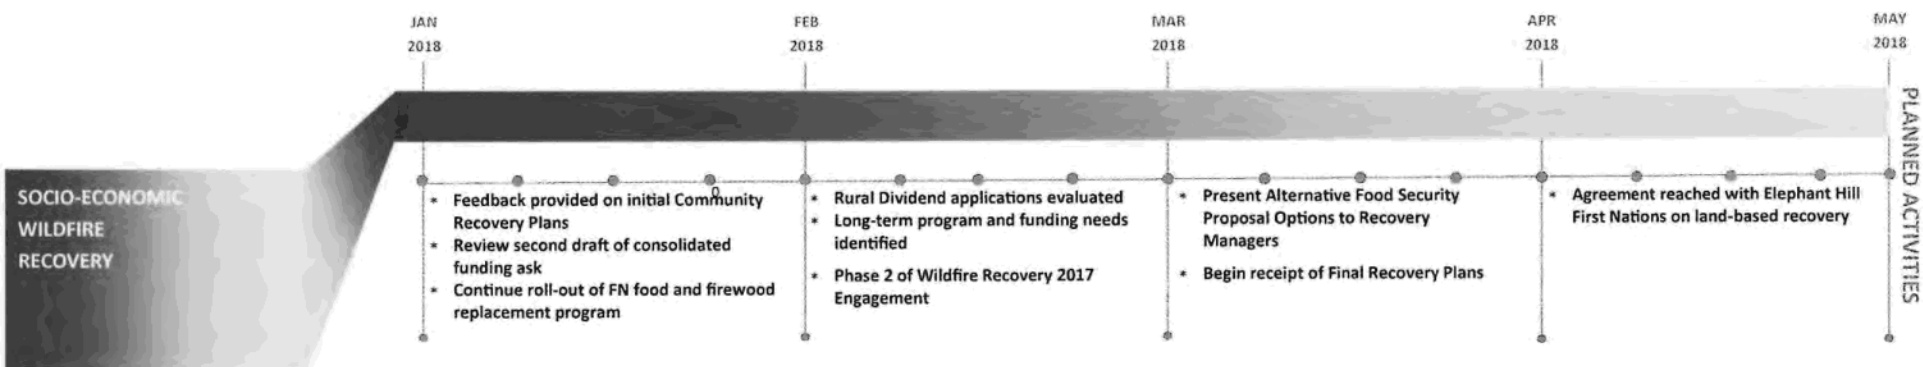 JAN
2018
FEB
2018
MAR
2018
APR
2018
MAY
2018
SOCIO-ECONOMIC
WILDFIRE
RECOVERY
* Feedback provided on initial Community
Recovery Plans
* Review second draft of consolidated
funding ask
* Continue roll-out of FN food and firewood
replacement program
* Rural Dividend applications evaluated
* Long-term program and funding needs
identified
* Phase 2 of Wildfire Recovery 2017
Engagement
* Present Alternative Food Security
Proposal Options to Recovery
Managers
* Begin receipt of Final Recovery Plans
* Agreement reached with Elephant Hill
First Nations on land-based recovery
PLANNED ACTIVITIES